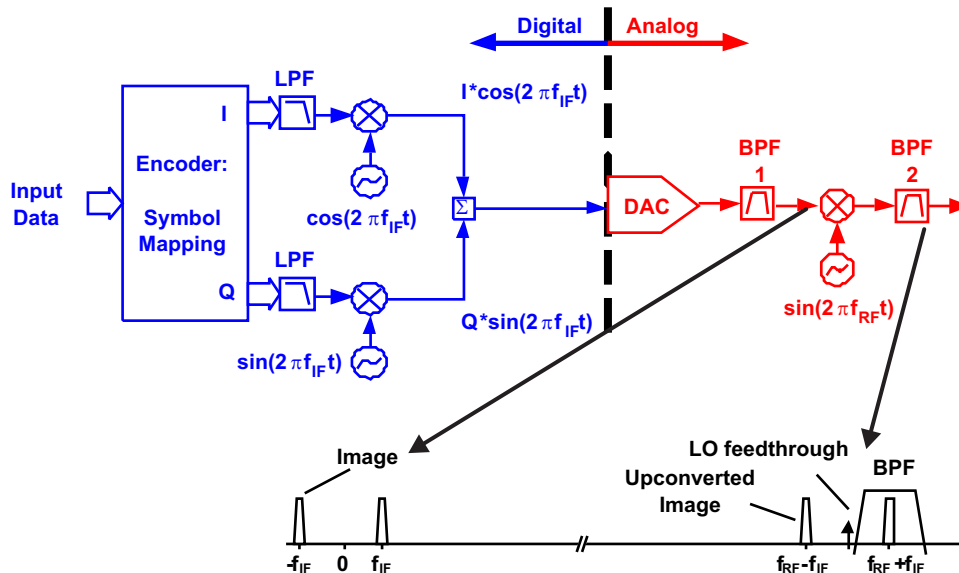 Digital
Analog
LPF
I*cos(2 πf_IF t)
I
Encoder:
Symbol
Mapping
Input
Data
cos(2 πf_IF t)
Σ
LPF
Q
sin(2 πf_IF t)
Q*sin(2 πf_IF t)
DAC
BPF
1
BPF
2
sin(2 πf_RF t)
Image
LO feedthrough
Upconverted
Image
BPF
-f_IF
0
f_IF
f_RF-f_IF
f_RF+f_IF